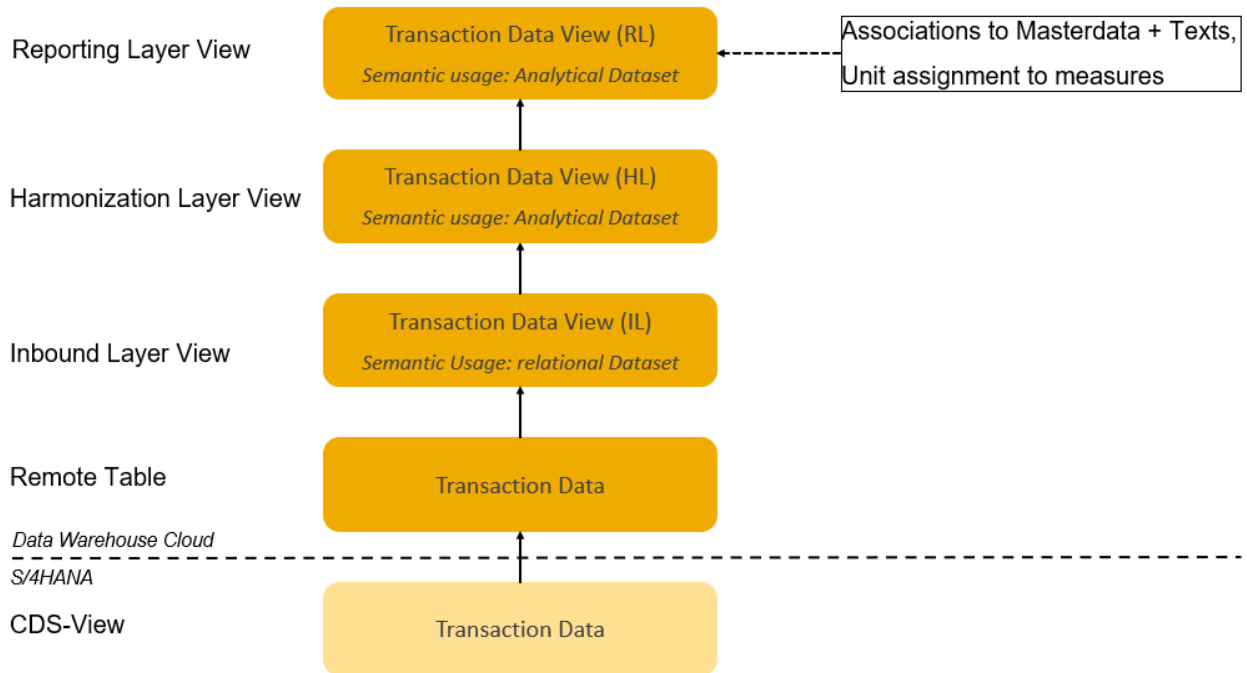 Reporting Layer View
Transaction Data View (RL)
Semantic usage: Analytical Dataset
Associations to Masterdata + Texts,
Unit assignment to measures
Harmonization Layer View
Transaction Data View (HL)
Semantic usage: Analytical Dataset
Inbound Layer View
Transaction Data View (IL)
Semantic Usage: relational Dataset
Remote Table
Transaction Data
Data Warehouse Cloud
S/4HANA
CDS-View
Transaction Data